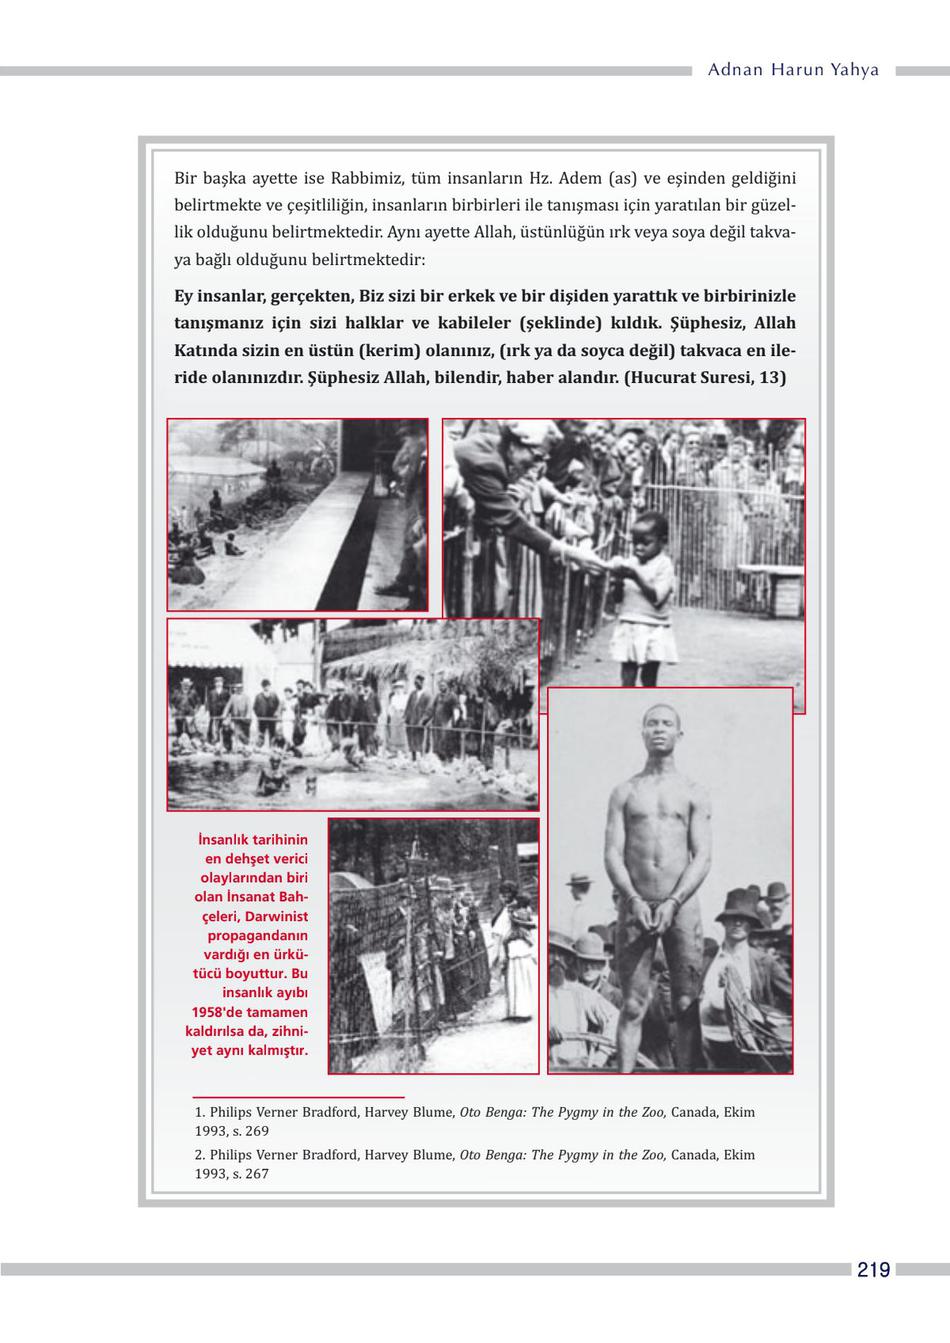 Adnan Harun Yahya
Bir başka ayette ise Rabbimiz, tüm insanların Hz. Adem (as) ve eşinden geldiğini
belirtmekte ve çeşitliliğin, insanların birbirleri ile tanışması için yaratılan bir güzel-
lik olduğunu belirtmektedir. Aynı ayette Allah, üstünlüğün ırk veya soya değil takva-
ya bağlı olduğunu belirtmektedir:
Ey insanlar, gerçekten, Biz sizi bir erkek ve bir dişiden yarattık ve birbirinizle
tanışmanız için sizi halklar ve kabileler (şeklinde) kıldık. Şüphesiz, Allah
Katında sizin en üstün (kerim) olanınız, (ırk ya da soyca değil) takvaca en ile-
ride olanınızdır. Şüphesiz Allah, bilendir, haber alandır. (Hucurat Suresi, 13)
İnsanlık tarihinin
en dehşet verici
olaylarından biri
olan İnsanat Bah-
çeleri, Darwinist
propagandanın
vardığı en ürkü-
tücü boyuttur. Bu
insanlık ayıbı
1958'de tamamen
kaldırılsa da, zihni-
yet aynı kalmıştır.
1. Philips Verner Bradford, Harvey Blume, Oto Benga: The Pygmy in the Zoo, Canada, Ekim
1993, s. 269
2. Philips Verner Bradford, Harvey Blume, Oto Benga: The Pygmy in the Zoo, Canada, Ekim
1993, s. 267
219